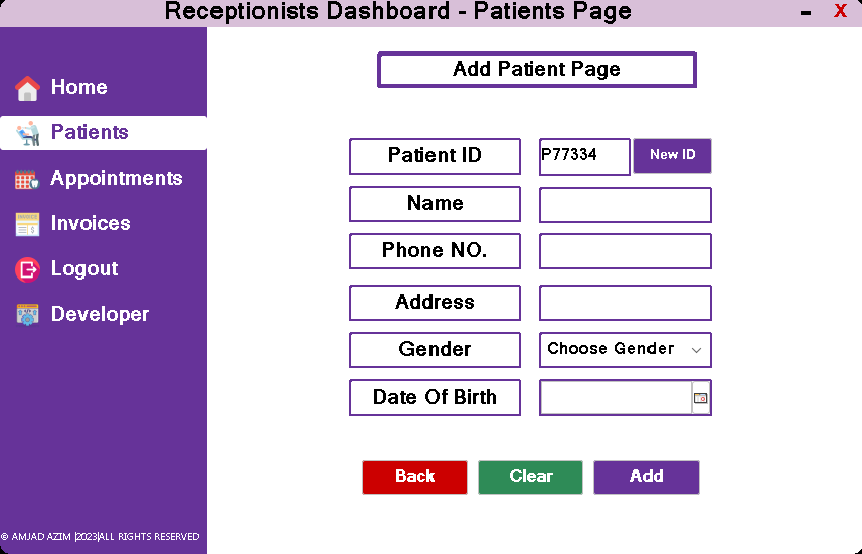 Receptionists Dashboard - Patients Page
X
Home
Patients
Appointments
Invoices
Logout
Developer
© AMJAD AZIM |2023|ALL RIGHTS RESERVED
Add Patient Page
Patient ID
P77334
New ID
Name
Phone NO.
Address
Gender
Choose Gender
Date Of Birth
Back
Clear
Add